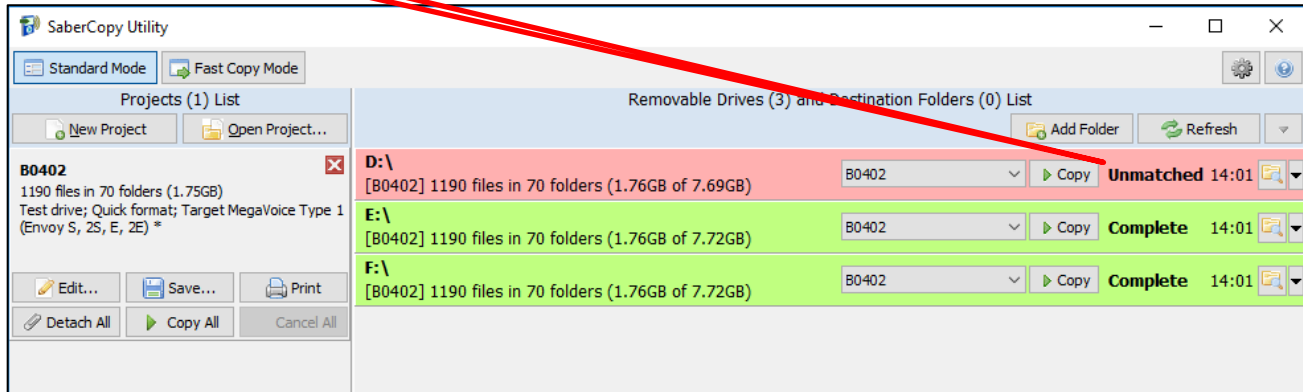 SaberCopy Utility
Standard Mode
Fast Copy Mode
Projects (1) List
Removable Drives (3) and Destination Folders (0) List
New Project
Open Project...
Add Folder
Refresh
B0402
1190 files in 70 folders (1.75GB)
Test drive; Quick format; Target MegaVoice Type 1
(Envoy S, 2S, E, 2E) *
Edit...
Save...
Print
Detach All
Copy All
Cancel All
D:\
[B0402] 1190 files in 70 folders (1.76GB of 7.69GB)
B0402
Copy
Unmatched 14:01
E:\
[B0402] 1190 files in 70 folders (1.76GB of 7.72GB)
B0402
Copy
Complete 14:01
F:\
[B0402] 1190 files in 70 folders (1.76GB of 7.72GB)
B0402
Copy
Complete 14:01